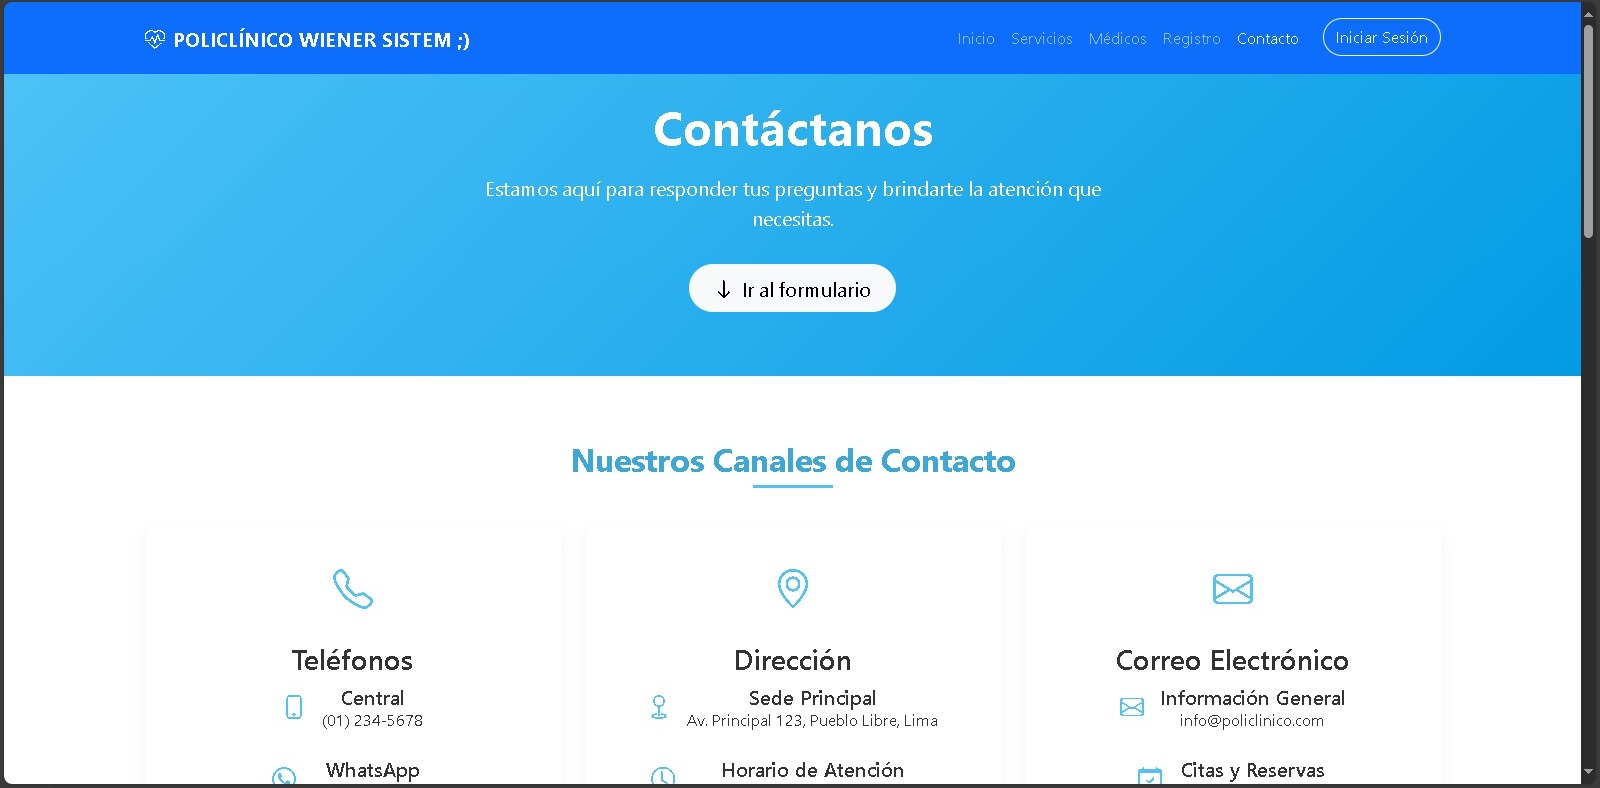 POLICLÍNICO WIENER SISTEM ;)
Inicio Servicios Médicos Registro Contacto Iniciar Sesión
Contáctanos
Estamos aquí para responder tus preguntas y brindarte la atención que
necesitas.
↓ Ir al formulario
Nuestros Canales de Contacto
Teléfonos
Central
(01) 234-5678
WhatsApp
Dirección
Sede Principal
Av. Principal 123, Pueblo Libre, Lima
Horario de Atención
Correo Electrónico
Información General
info@policlinico.com
Citas y Reservas